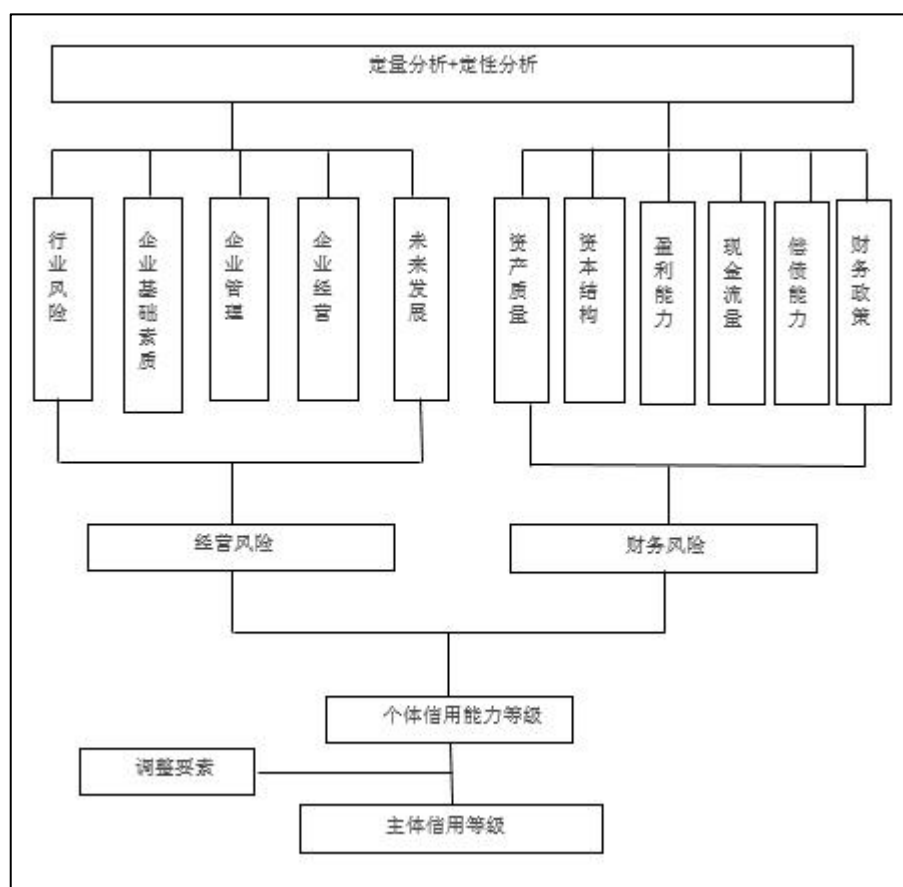 定量分析+定性分析
行业风险
企业基础素质
企业管理
企业经营
未来发展
资产质量
资本结构
盈利能力
现金流量
偿债能力
财务政策
经营风险
财务风险
个体信用能力等级
调整要素
主体信用等级